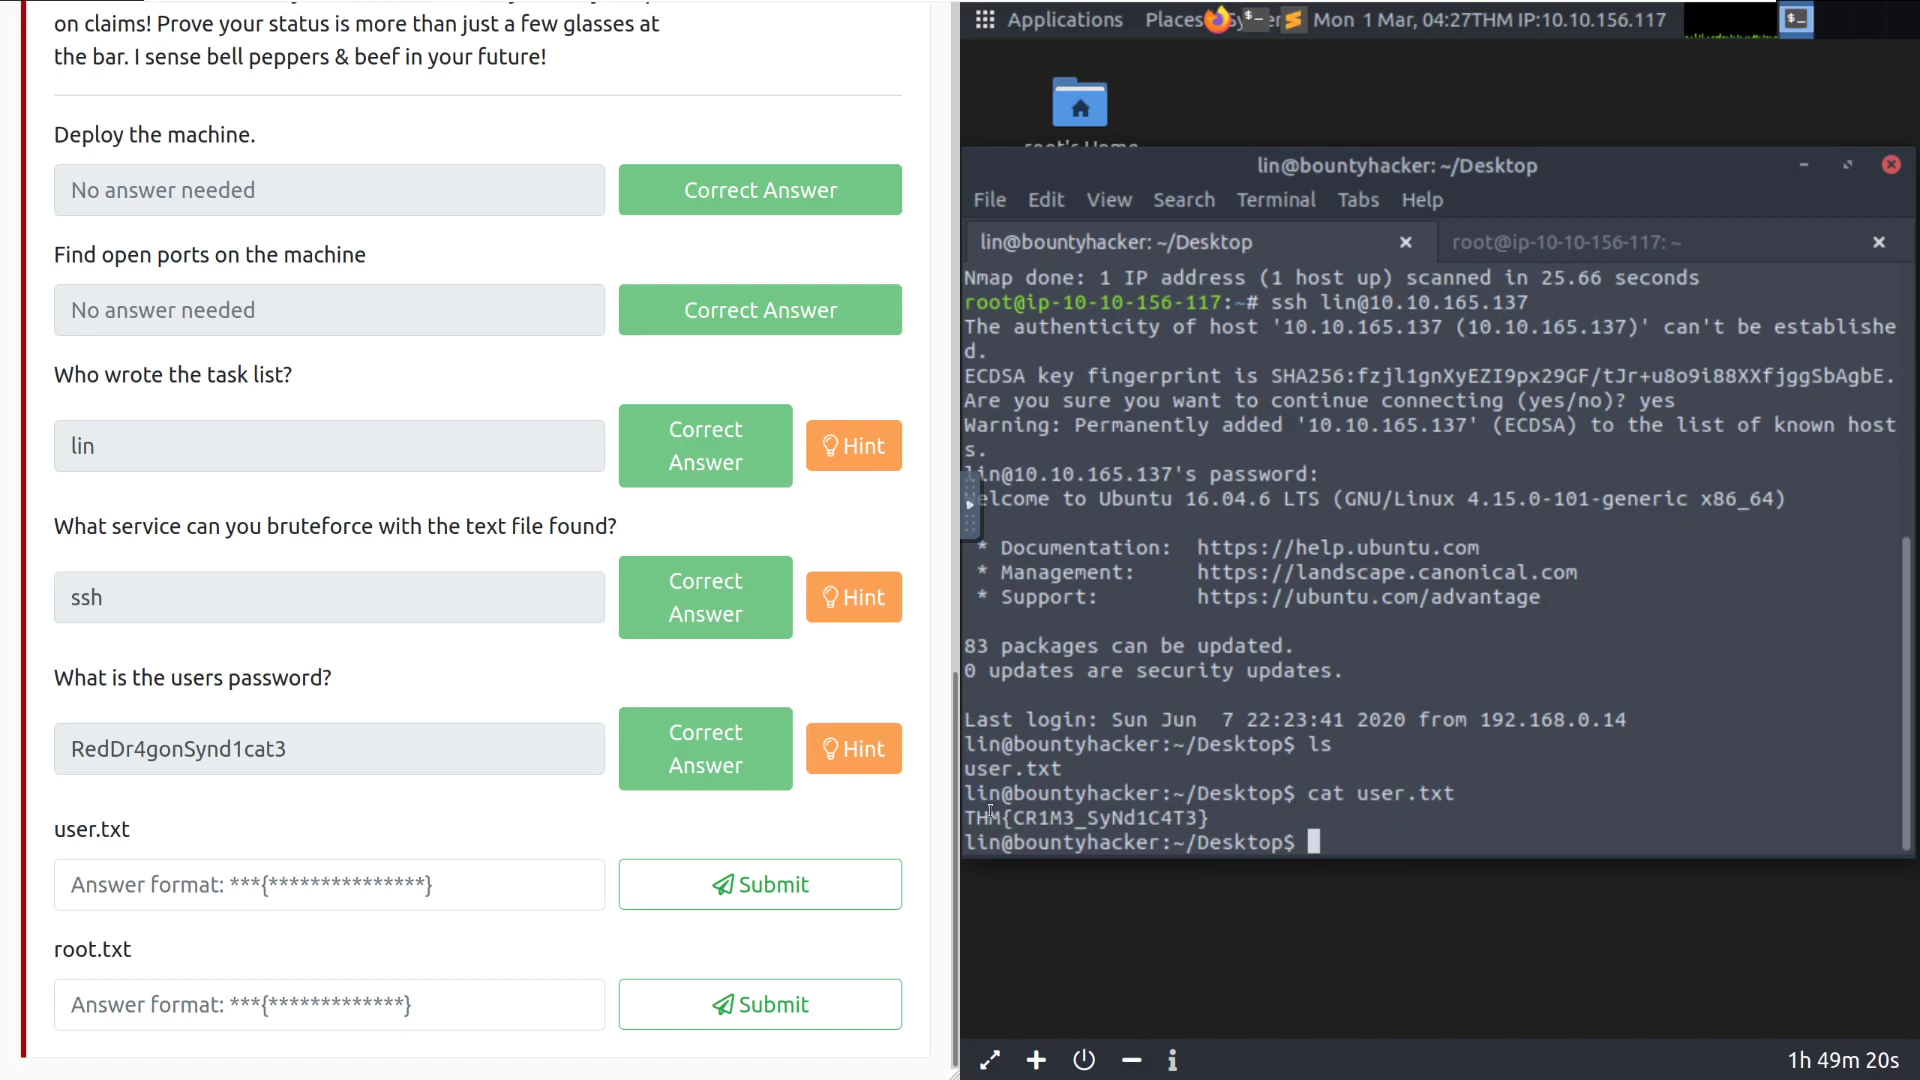 on claims! Prove your status is more than just a few glasses at
the bar. I sense bell peppers & beef in your future!
Deploy the machine.
No answer needed
Correct Answer
Find open ports on the machine
No answer needed
Correct Answer
Who wrote the task list?
lin
Correct
Answer
Hint
What service can you bruteforce with the text file found?
ssh
Correct
Answer
Hint
What is the users password?
RedDr4gonSynd1cat3
Correct
Answer
Hint
user.txt
Answer format: ***{***************}
Submit
root.txt
Answer format: ***{*************}
Submit
Applications Places Mon 1 Mar, 04:27 THM IP:10.10.156.117
root's Home
lin@bountyhacker: ~/Desktop
File Edit View Search Terminal Tabs Help
lin@bountyhacker: ~/Desktop
root@ip-10-10-156-117: ~
Nmap done: 1 IP address (1 host up) scanned in 25.66 seconds
root@ip-10-10-156-117:~# ssh lin@10.10.165.137
The authenticity of host '10.10.165.137 (10.10.165.137)' can't be establishe
d.
ECDSA key fingerprint is SHA256:fzjl1gnXyEZI9px29GF/tJr+u8o9i88XXfjggSbAgbE.
Are you sure you want to continue connecting (yes/no)? yes
Warning: Permanently added '10.10.165.137' (ECDSA) to the list of known host
s.
lin@10.10.165.137's password:
Welcome to Ubuntu 16.04.6 LTS (GNU/Linux 4.15.0-101-generic x86_64)
* Documentation: https://help.ubuntu.com
* Management: https://landscape.canonical.com
* Support: https://ubuntu.com/advantage
83 packages can be updated.
0 updates are security updates.
Last login: Sun Jun 7 22:23:41 2020 from 192.168.0.14
lin@bountyhacker:~/Desktop$ ls
user.txt
lin@bountyhacker:~/Desktop$ cat user.txt
THM{CR1M3_SyNd1C4T3}
lin@bountyhacker:~/Desktop$
1h 49m 20s